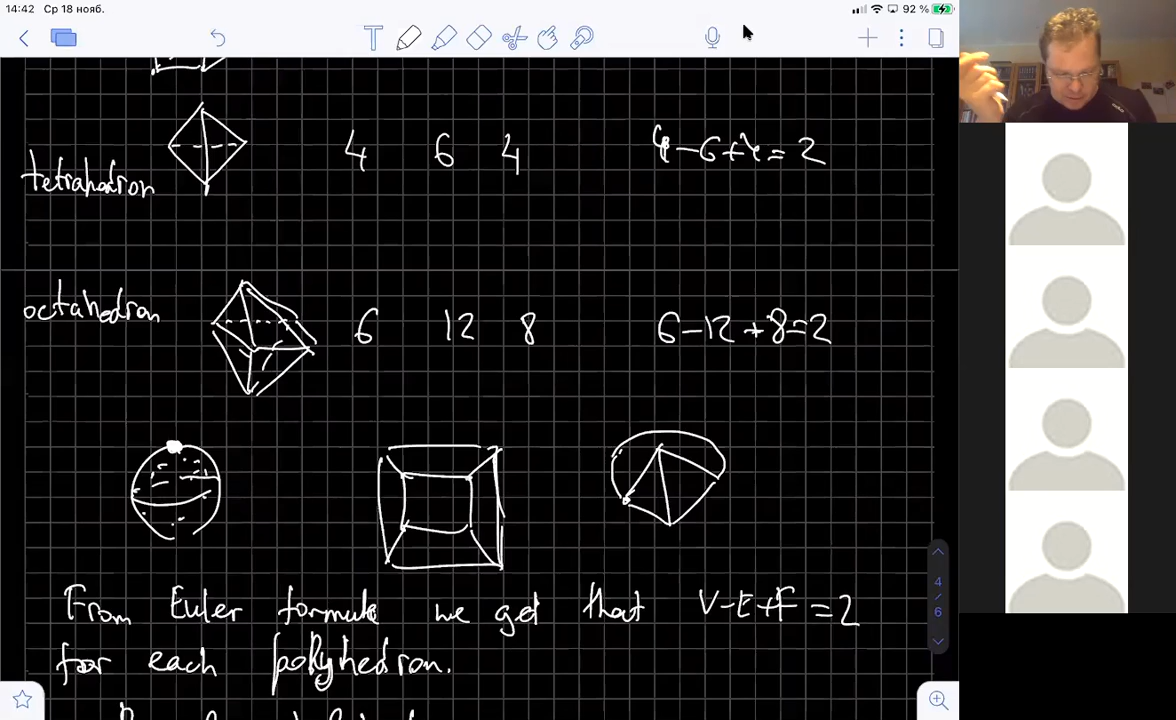 14:42 Ср 18 нояб. 92 %
4 6 4 4-6+4=2
tetrahedron
octahedron 6 12 8 6-12+8=2
From Euler formula we get that V-E+F=2
for each polyhedron.
4
/
6